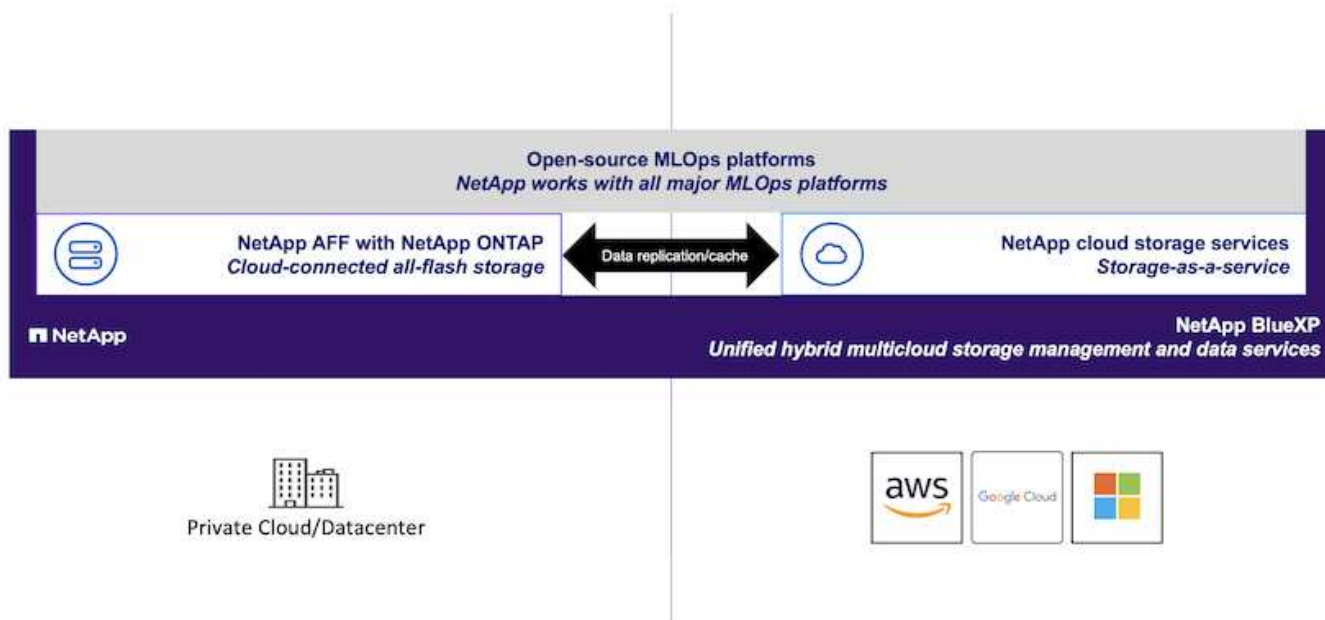 Open-source MLOps platforms
NetApp works with all major MLOps platforms
NetApp AFF with NetApp ONTAP
Cloud-connected all-flash storage
Data replication/cache
NetApp cloud storage services
Storage-as-a-service
NetApp
NetApp BlueXP
Unified hybrid multicloud storage management and data services
Private Cloud/Datacenter
aws
Google Cloud